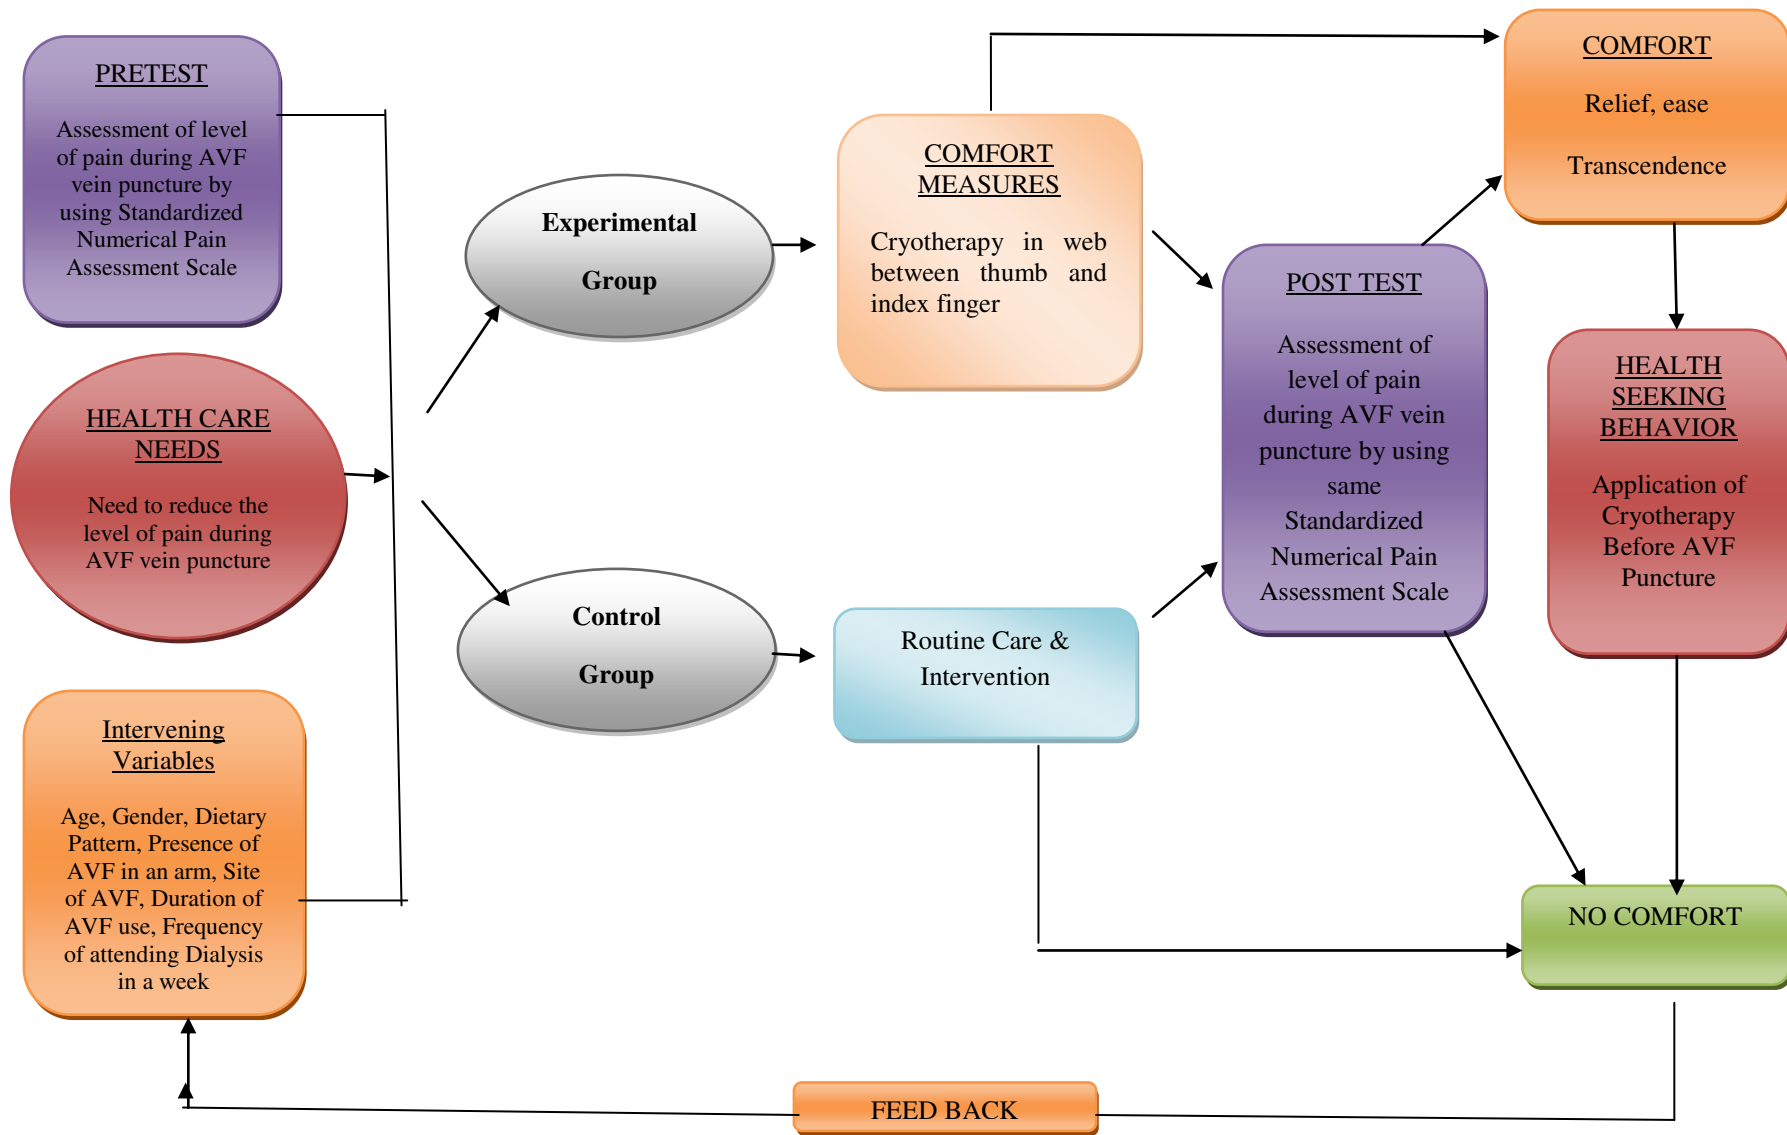 PRETEST
Assessment of level
of pain during AVF
vein puncture by
using Standardized
Numerical Pain
Assessment Scale
HEALTH CARE
NEEDS
Need to reduce the
level of pain during
AVF vein puncture
Intervening
Variables
Age, Gender, Dietary
Pattern, Presence of
AVF in an arm, Site
of AVF, Duration of
AVF use, Frequency
of attending Dialysis
in a week
Experimental
Group
Control
Group
COMFORT
MEASURES
Cryotherapy in web
between thumb and
index finger
Routine Care &
Intervention
POST TEST
Assessment of
level of pain
during AVF vein
puncture by using
same
Standardized
Numerical Pain
Assessment Scale
COMFORT
Relief, ease
Transcendence
HEALTH
SEEKING
BEHAVIOR
Application of
Cryotherapy
Before AVF
Puncture
NO COMFORT
FEED BACK